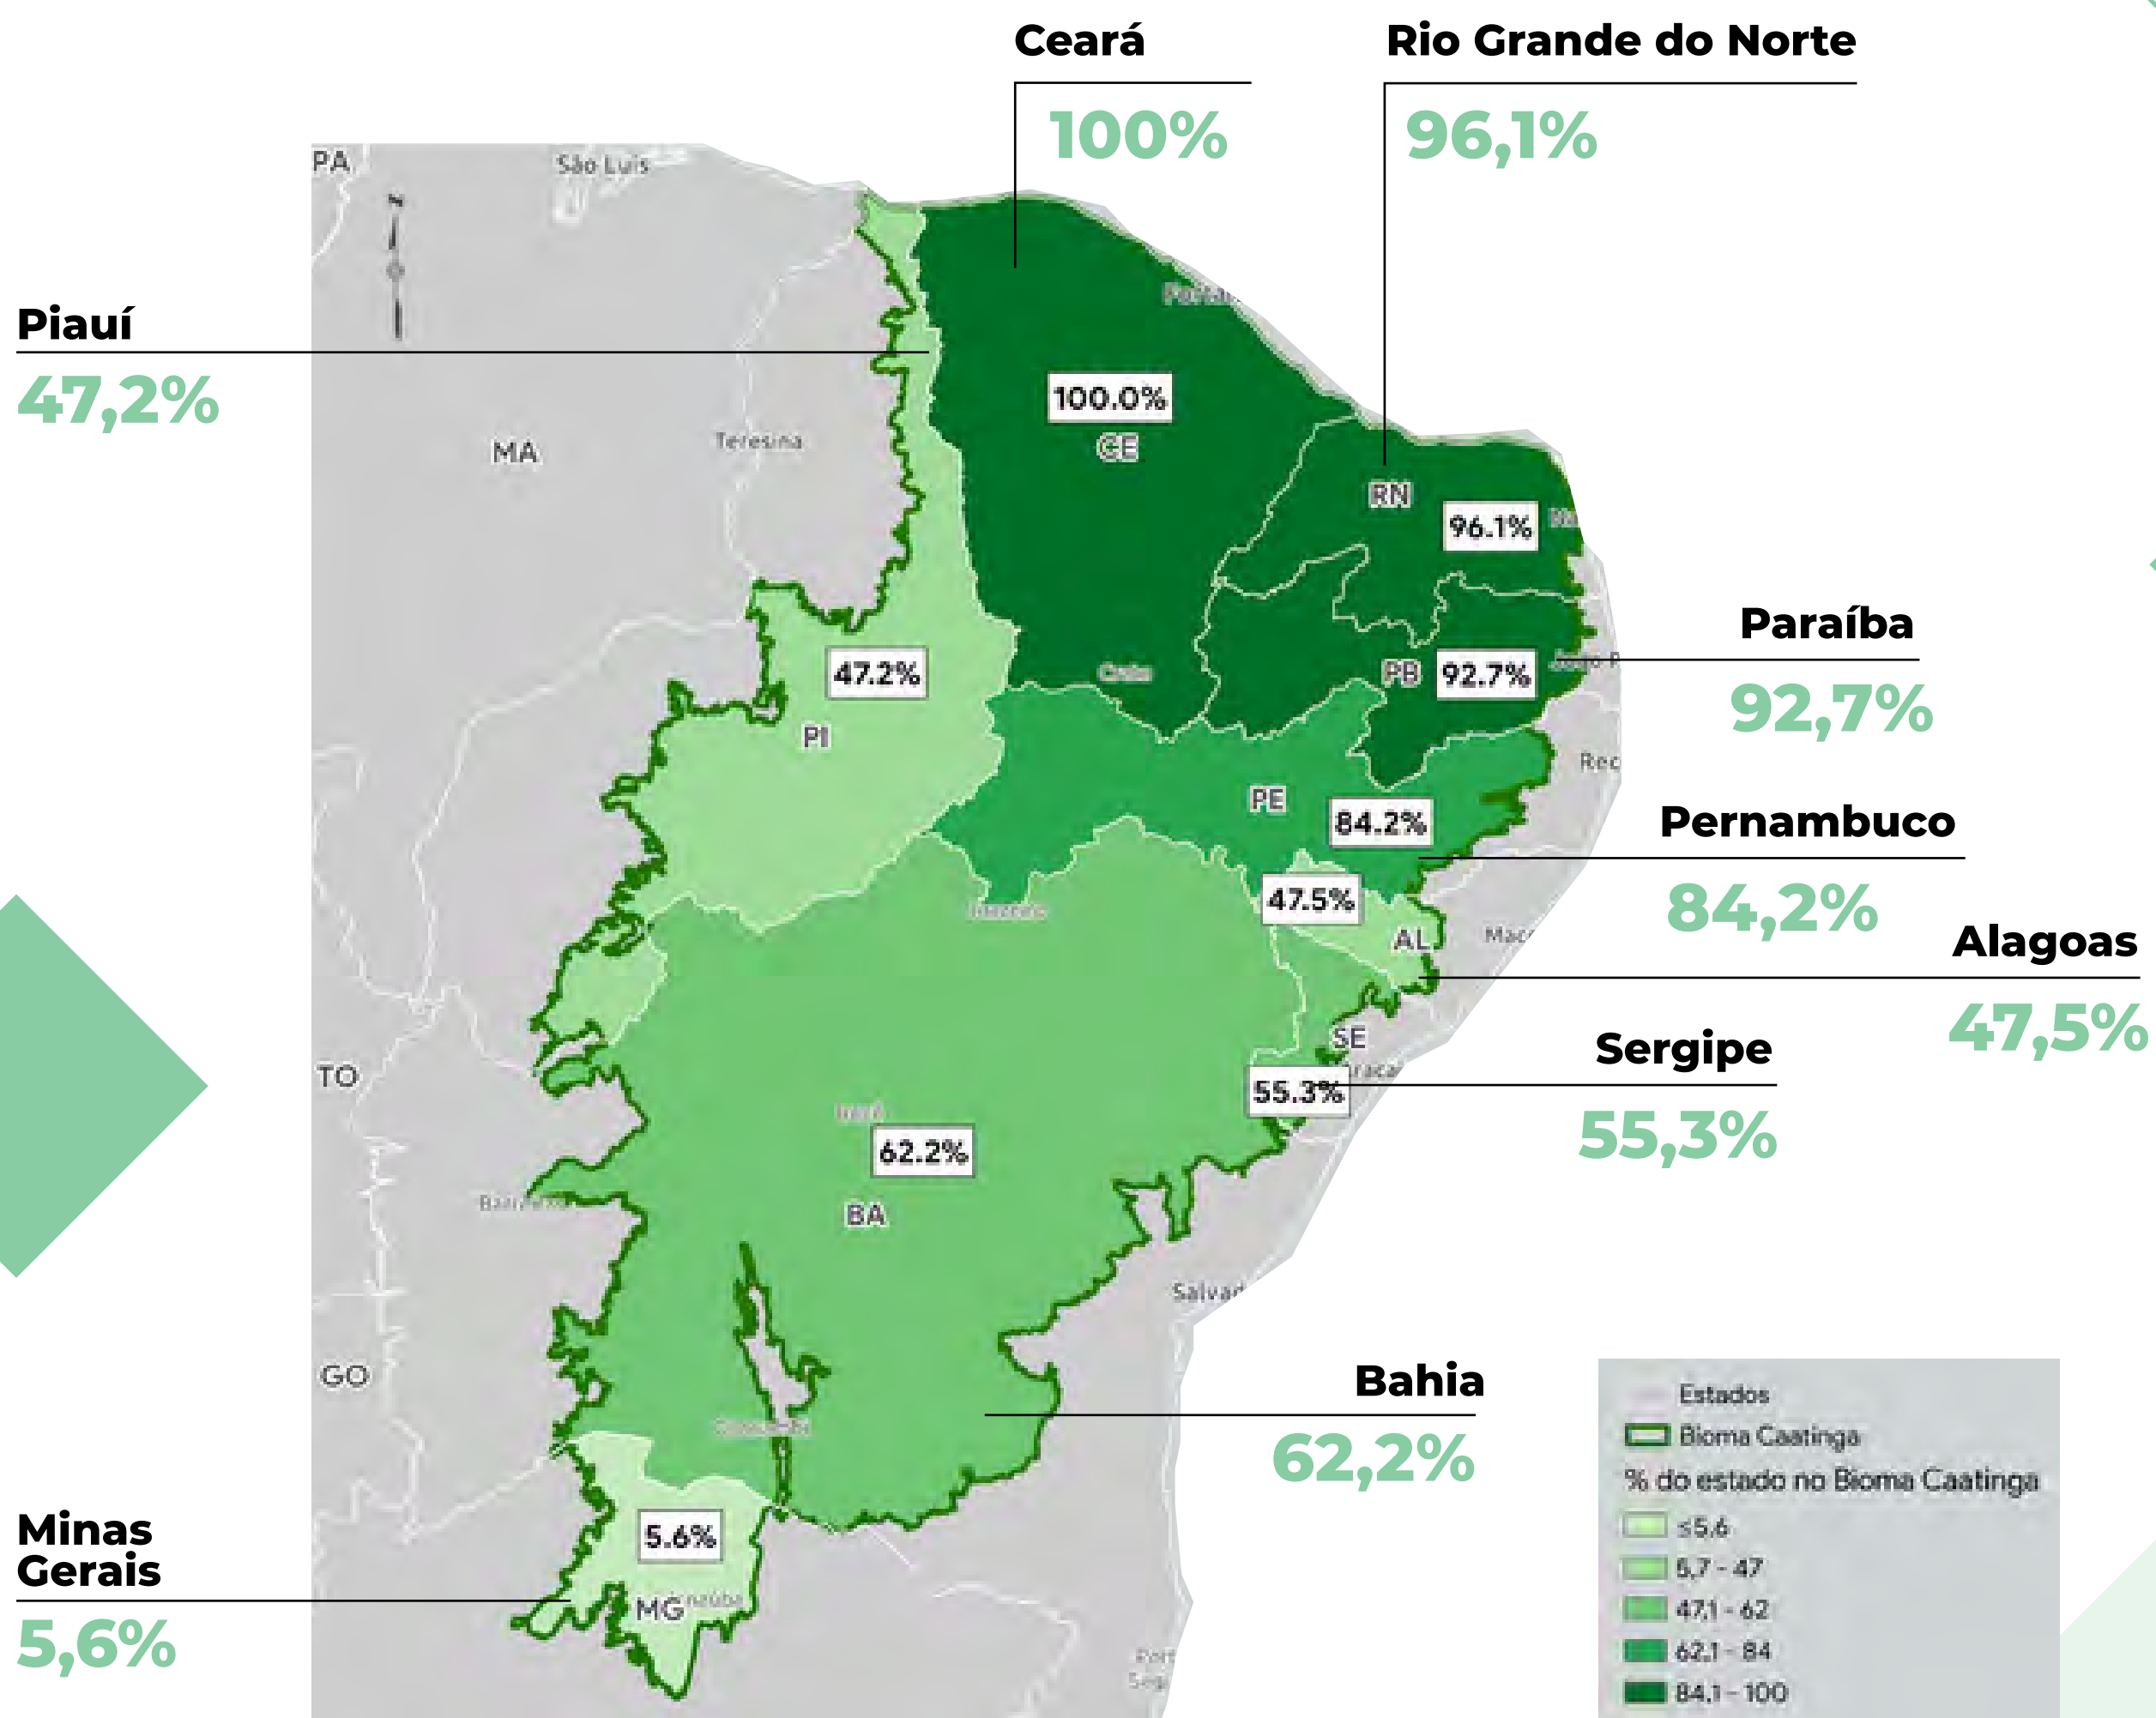 Ceará
100%
Rio Grande do Norte
96,1%
PA
São Luís
N
Piauí
47,2%
MA
Teresina
100.0%
CE
RN
96.1%
Paraíba
92,7%
47.2%
PI
PB
92.7%
Rec
PE
84.2%
Pernambuco
84,2%
47.5%
AL
Alagoas
47,5%
SE
55.3%
Sergipe
55,3%
TO
62.2%
BA
Salvad
GO
Bahia
62,2%
Minas
Gerais
5,6%
5.6%
MG
Estados
Bioma Caatinga
% do estado no Bioma Caatinga
≤5,6
5,7 - 47
47,1 - 62
62,1 - 84
84,1 - 100